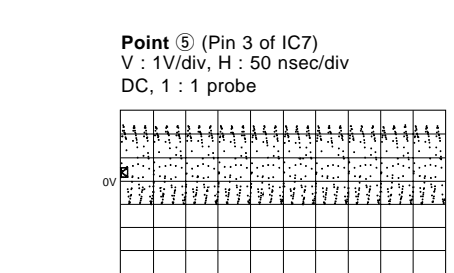 Point ⑤ (Pin 3 of IC7)
V : 1V/div, H : 50 nsec/div
DC, 1 : 1 probe
0V